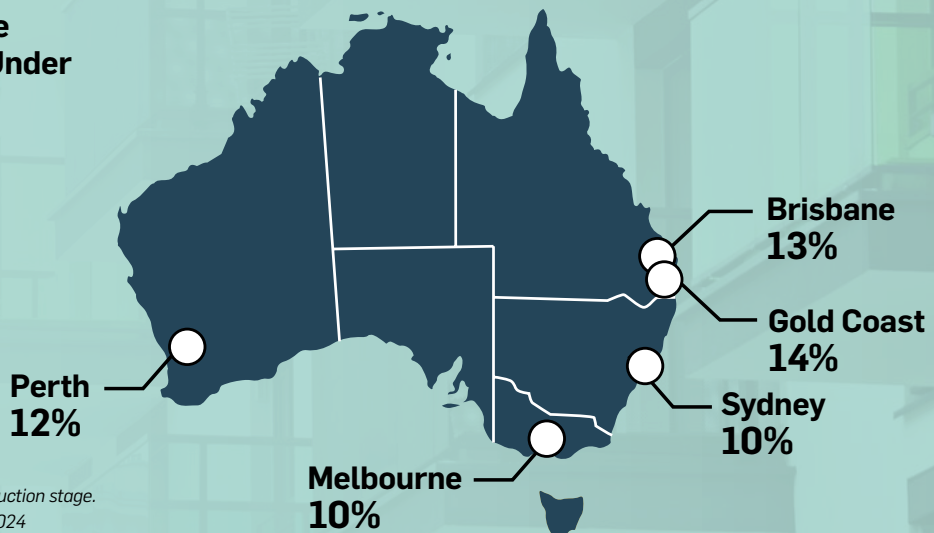 e
Under
Brisbane
13%
Gold Coast
14%
Sydney
10%
Perth
12%
Melbourne
10%
uction stage.
024